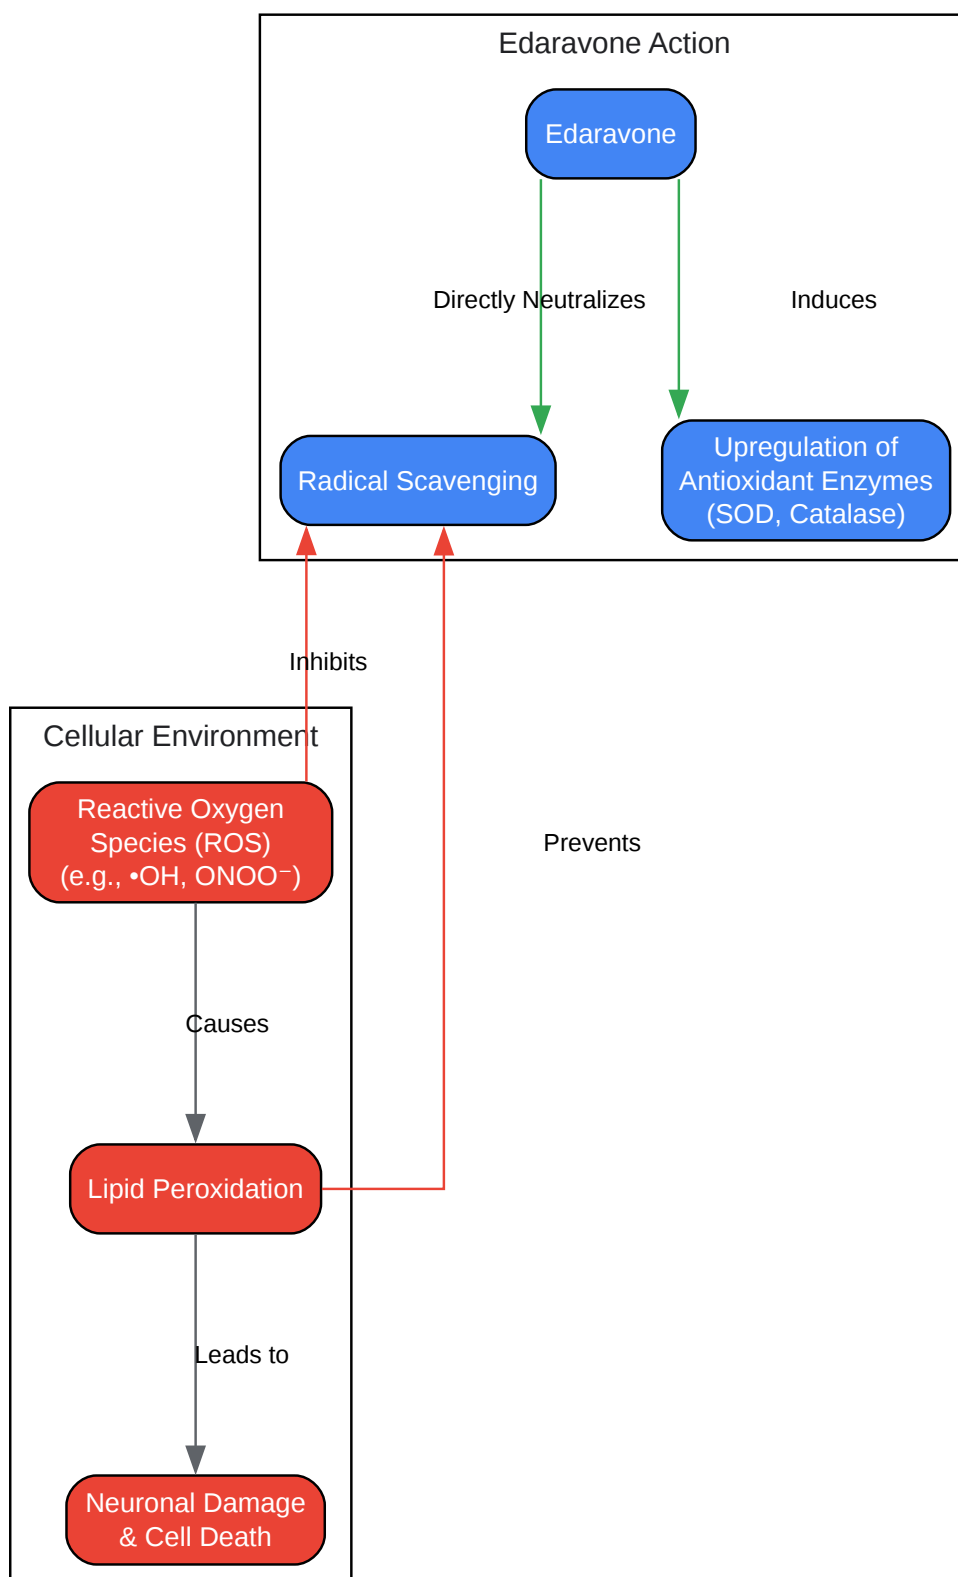 Edaravone Action
Edaravone
Directly Neutralizes
Induces
Radical Scavenging
Upregulation of
Antioxidant Enzymes
(SOD, Catalase)
Inhibits
Cellular Environment
Reactive Oxygen
Species (ROS)
(e.g., •OH, ONOO⁻)
Prevents
Causes
Lipid Peroxidation
Leads to
Neuronal Damage
& Cell Death